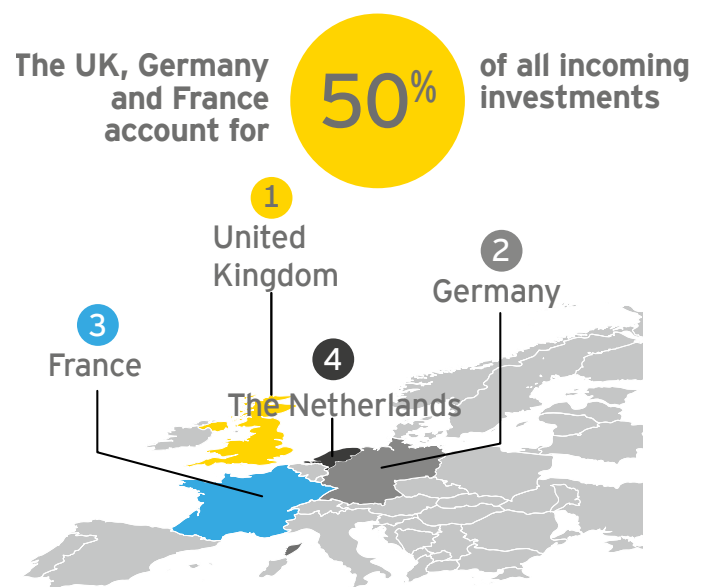 The UK, Germany
and France
account for
50%
of all incoming
investments
1
United
Kingdom
2
Germany
3
France
4
The Netherlands